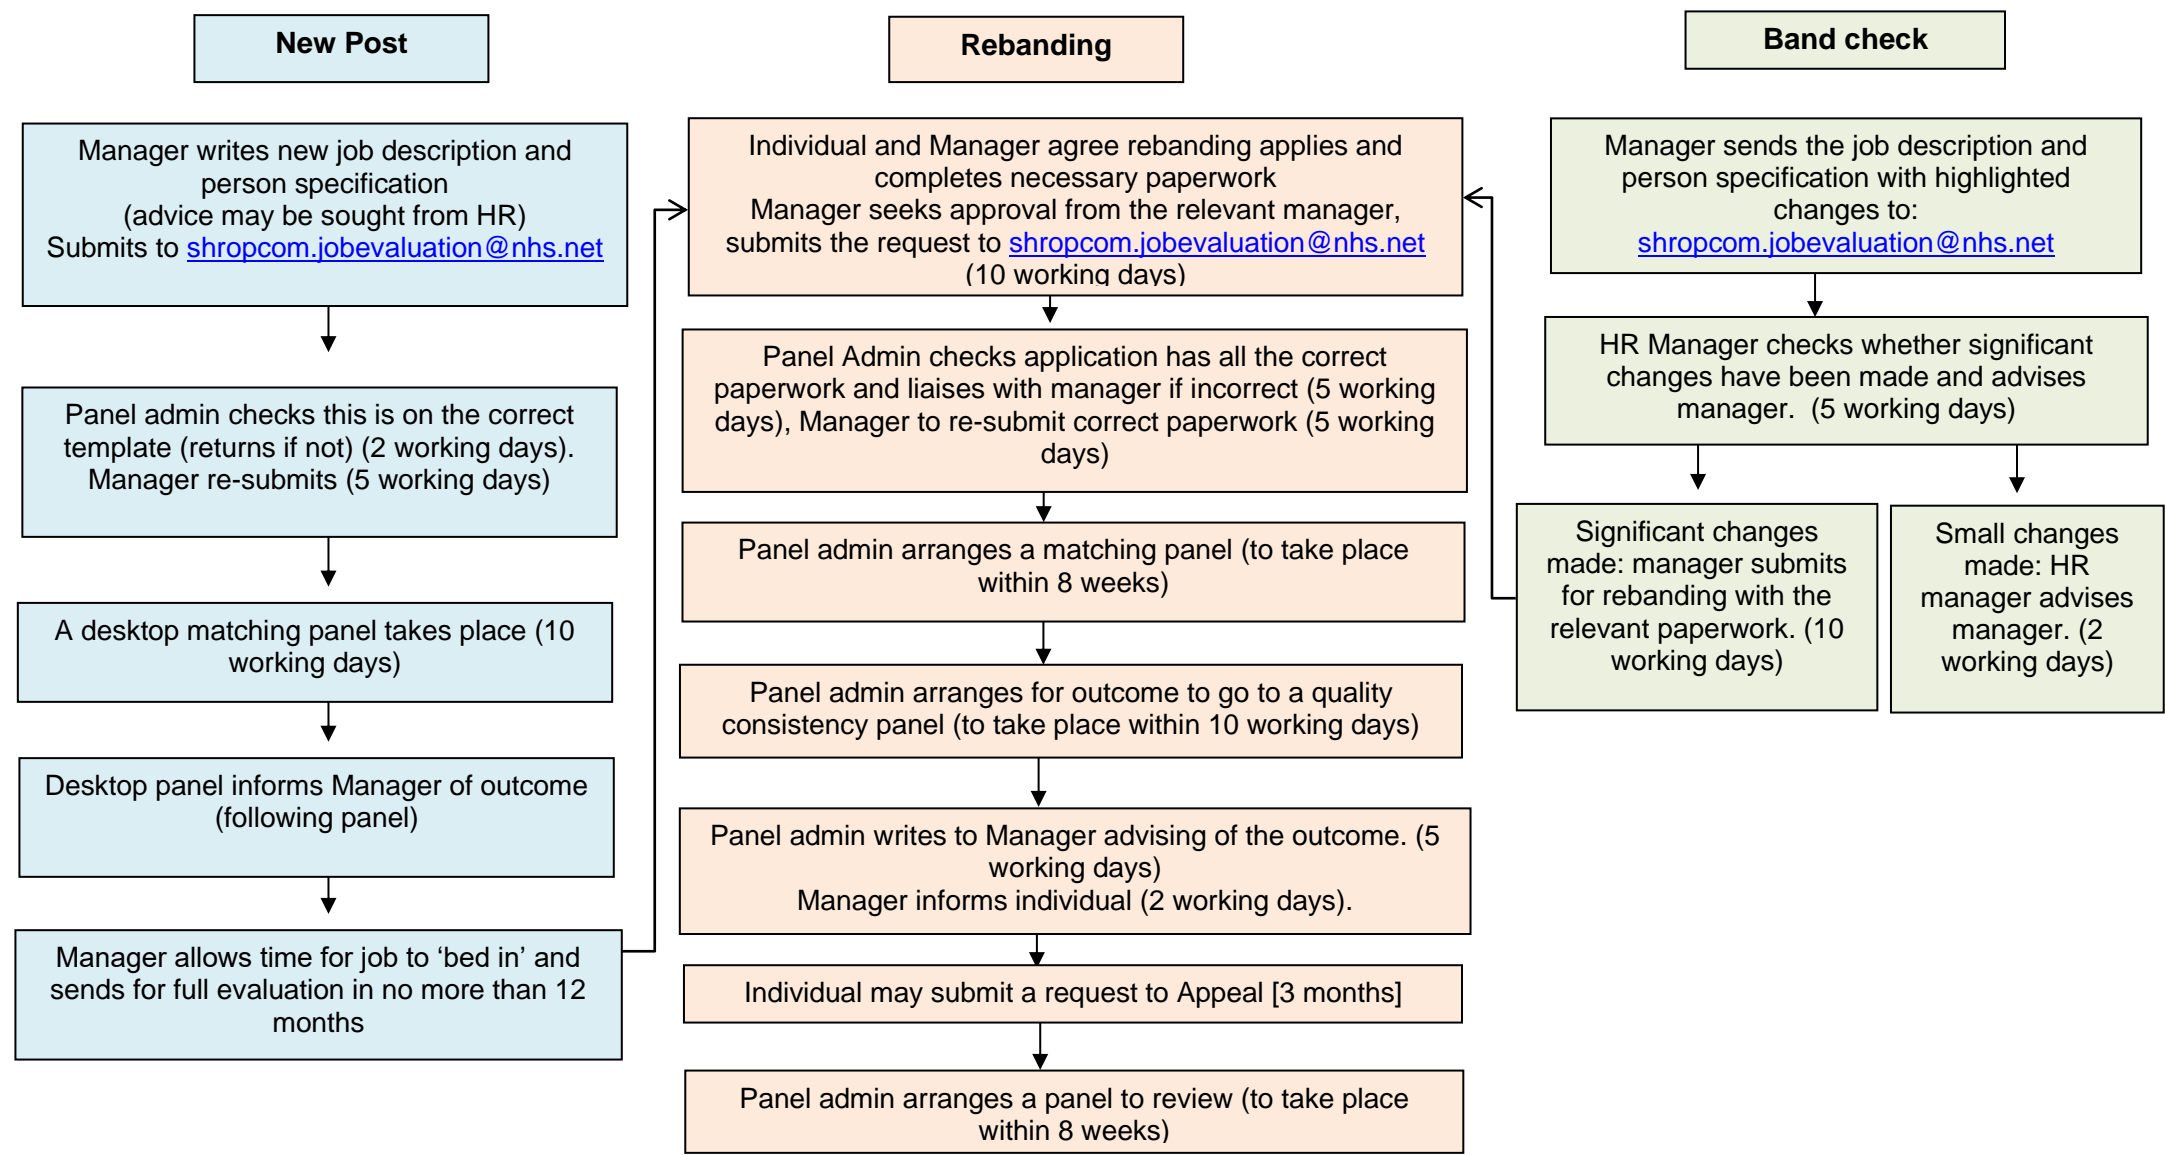 New Post
Manager writes new job description and
person specification
(advice may be sought from HR)
Submits to shropcom.jobevaluation@nhs.net
Panel admin checks this is on the correct
template (returns if not) (2 working days).
Manager re-submits (5 working days)
A desktop matching panel takes place (10
working days)
Desktop panel informs Manager of outcome
(following panel)
Manager allows time for job to ‘bed in’ and
sends for full evaluation in no more than 12
months
Rebanding
Individual and Manager agree rebanding applies and
completes necessary paperwork
Manager seeks approval from the relevant manager,
submits the request to shropcom.jobevaluation@nhs.net
(10 working days)
Panel Admin checks application has all the correct
paperwork and liaises with manager if incorrect (5 working
days), Manager to re-submit correct paperwork (5 working
days)
Panel admin arranges a matching panel (to take place
within 8 weeks)
Panel admin arranges for outcome to go to a quality
consistency panel (to take place within 10 working days)
Panel admin writes to Manager advising of the outcome. (5
working days)
Manager informs individual (2 working days).
Individual may submit a request to Appeal [3 months]
Panel admin arranges a panel to review (to take place
within 8 weeks)
Band check
Manager sends the job description and
person specification with highlighted
changes to:
shropcom.jobevaluation@nhs.net
HR Manager checks whether significant
changes have been made and advises
manager.  (5 working days)
Significant changes
made: manager submits
for rebanding with the
relevant paperwork. (10
working days)
Small changes
made: HR
manager advises
manager. (2
working days)